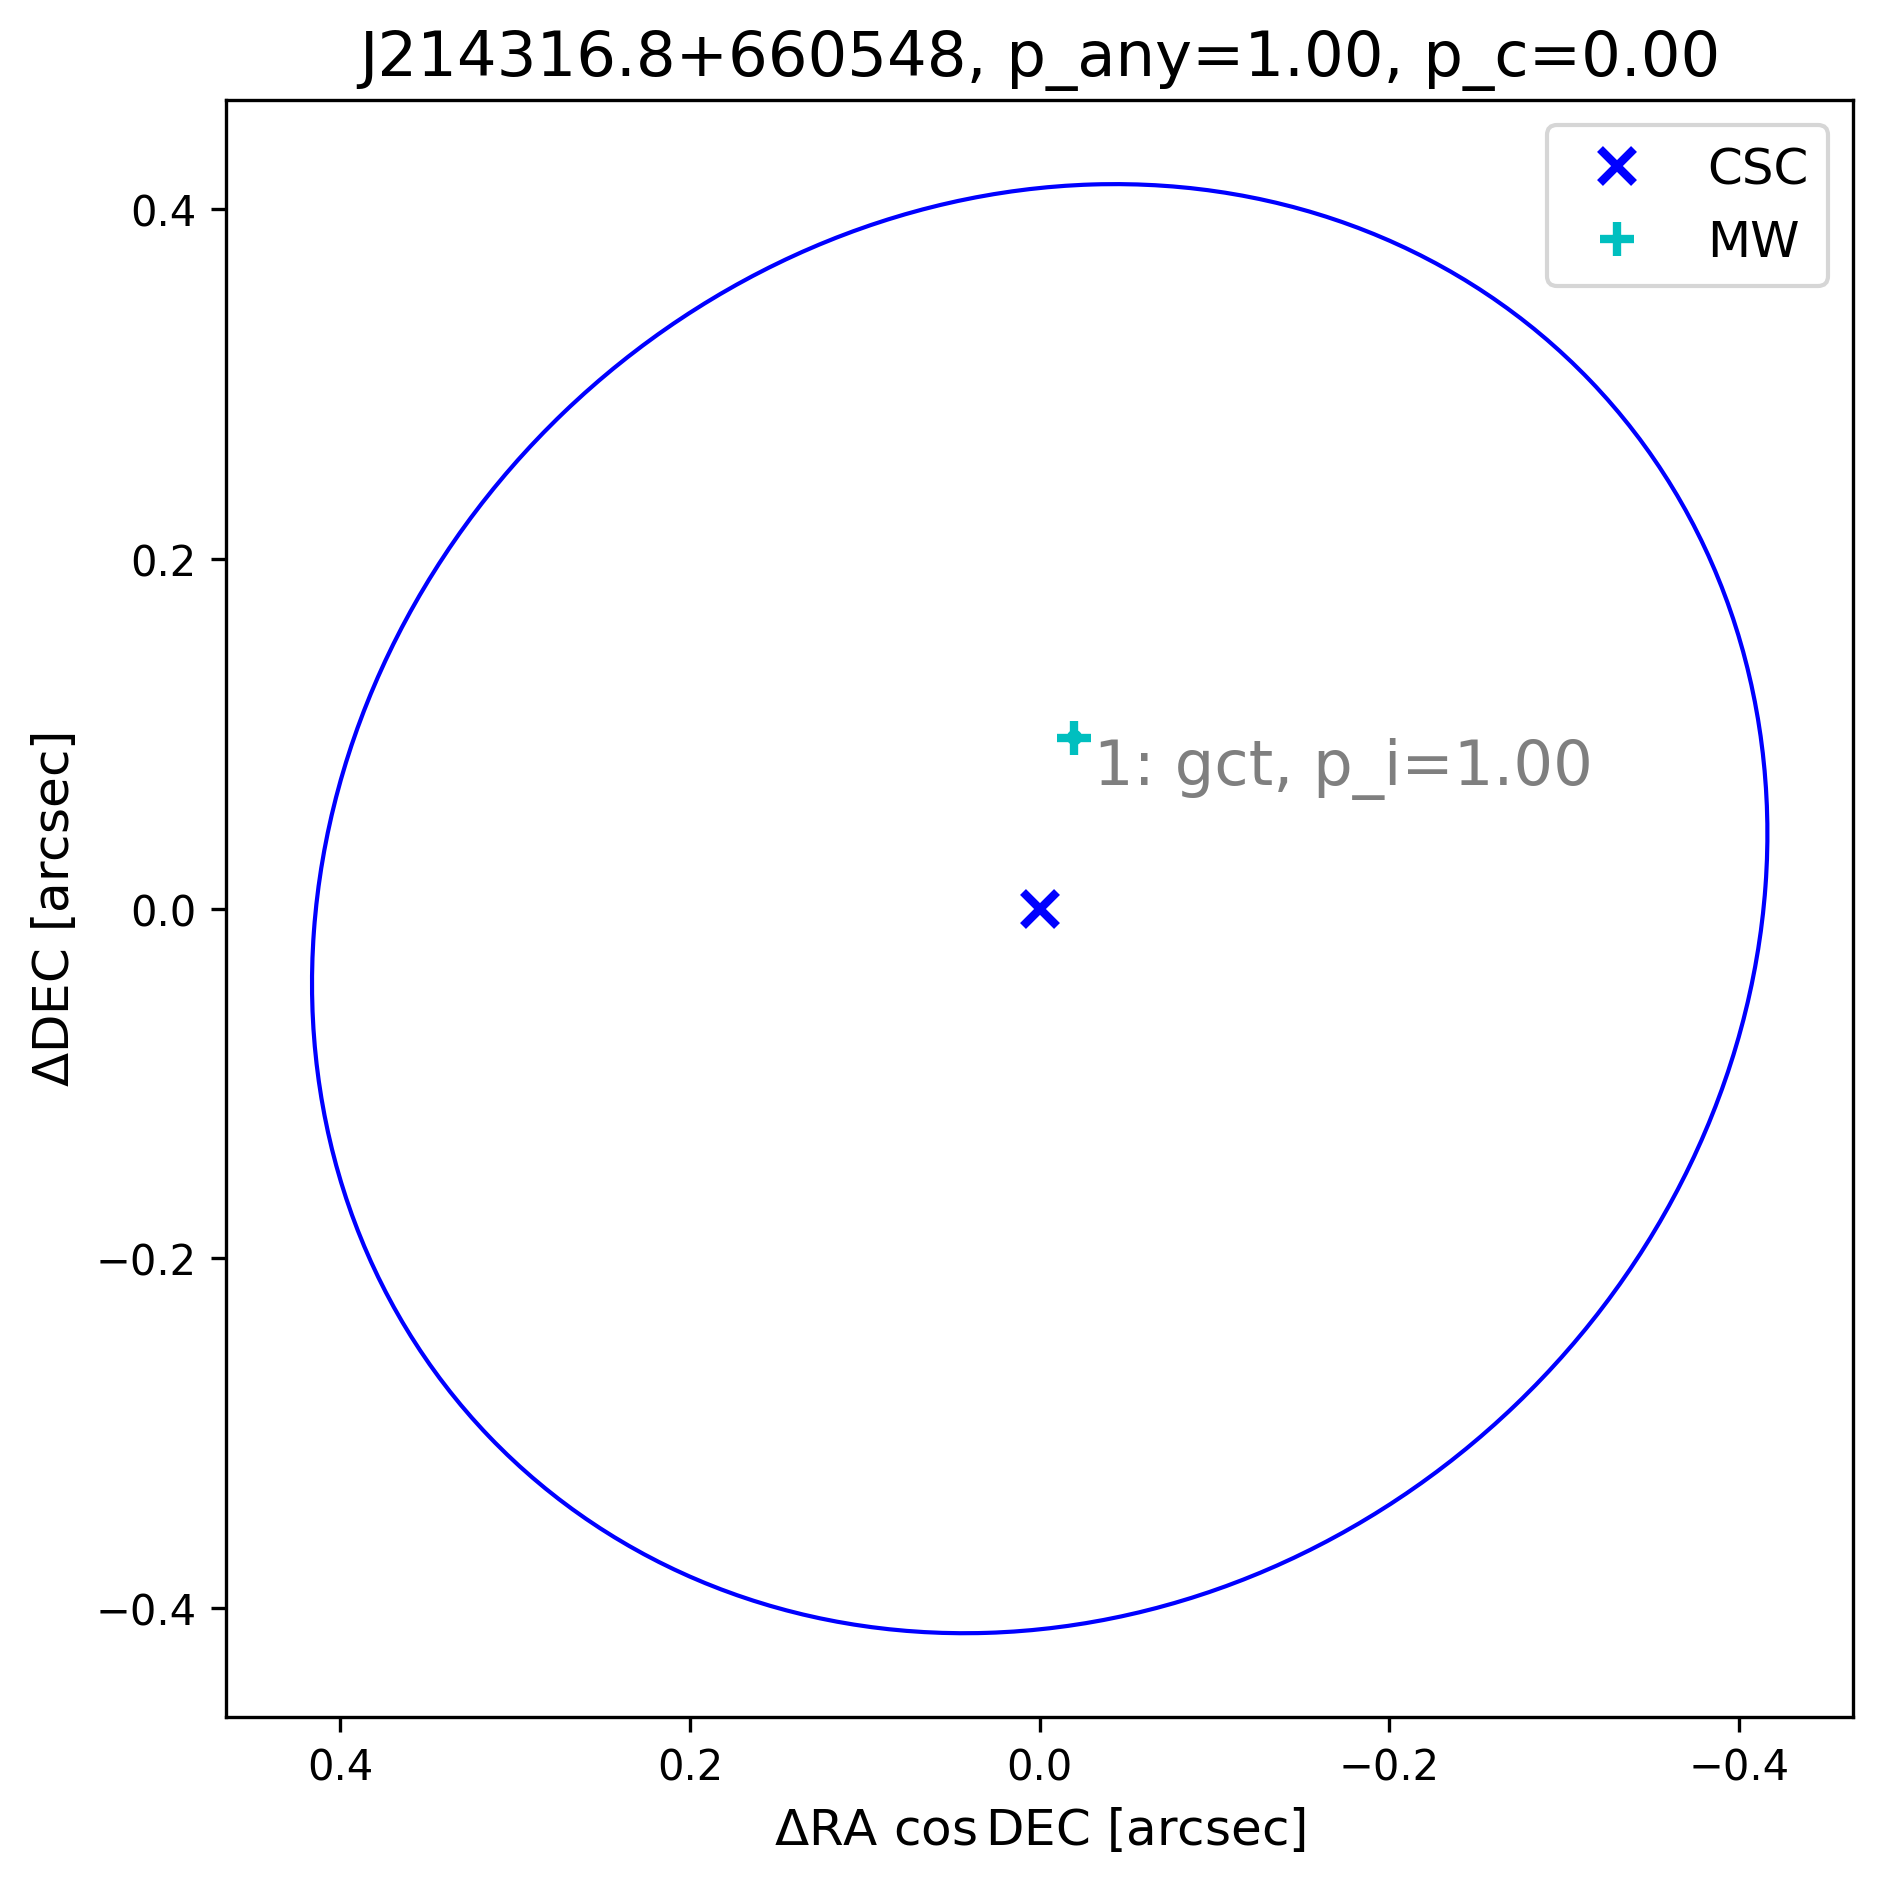 J214316.8+660548, p_any=1.00, p_c=0.00
CSC
MW
0.4
0.2
0.0
−0.2
−0.4
ΔDEC [arcsec]
1: gct, p_i=1.00
0.4 0.2 0.0 −0.2 −0.4
ΔRA cos DEC [arcsec]